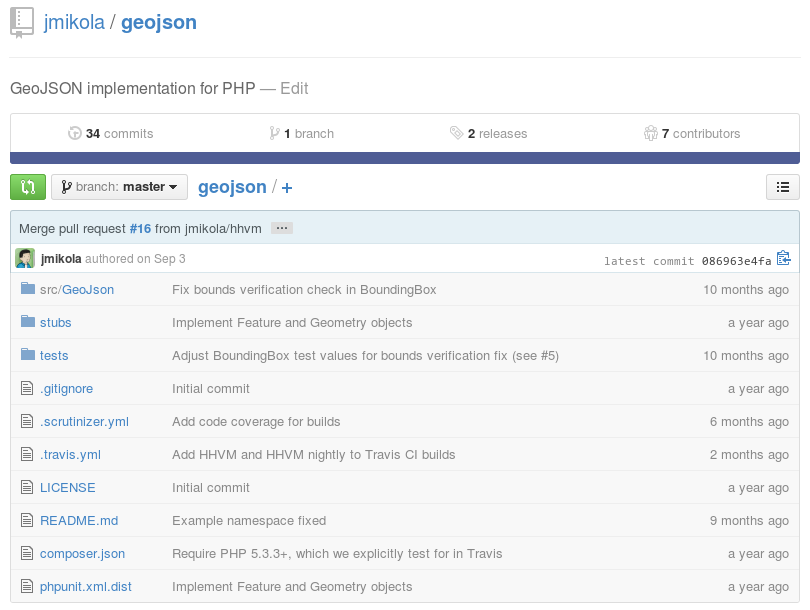 jmikola / geojson
GeoJSON implementation for PHP — Edit
34 commits 1 branch 2 releases 7 contributors
branch: master geojson / +
Merge pull request #16 from jmikola/hhvm ...
jmikola authored on Sep 3 latest commit 086963e4fa
src/GeoJson Fix bounds verification check in BoundingBox 10 months ago
stubs Implement Feature and Geometry objects a year ago
tests Adjust BoundingBox test values for bounds verification fix (see #5) 10 months ago
.gitignore Initial commit a year ago
.scrutinizer.yml Add code coverage for builds 6 months ago
.travis.yml Add HHVM and HHVM nightly to Travis CI builds 2 months ago
LICENSE Initial commit a year ago
README.md Example namespace fixed 9 months ago
composer.json Require PHP 5.3.3+, which we explicitly test for in Travis a year ago
phpunit.xml.dist Implement Feature and Geometry objects a year ago